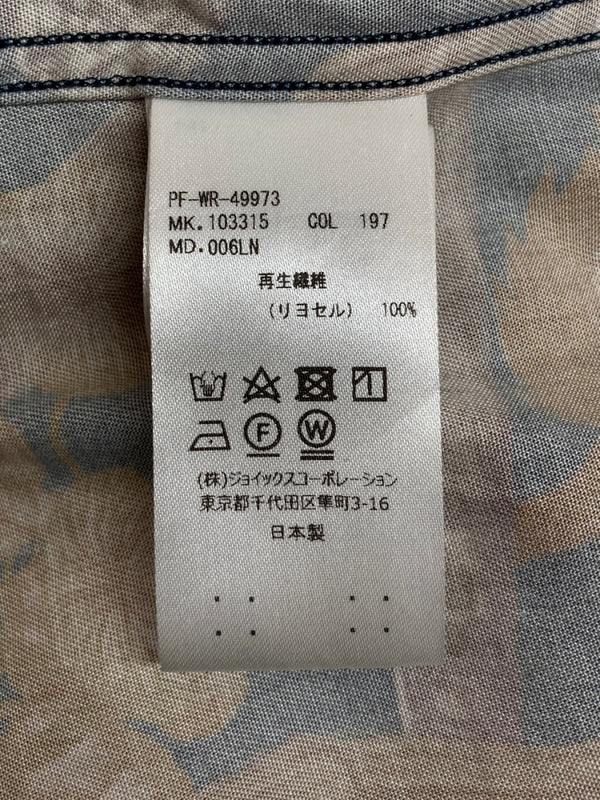 PF-WR-49973
MK.103315 COL 197
MD.006LN
再生繊維
(リヨセル) 100%
F W
(株)ジョイックスコーポレーション
東京都千代田区隼町3-16
日本製